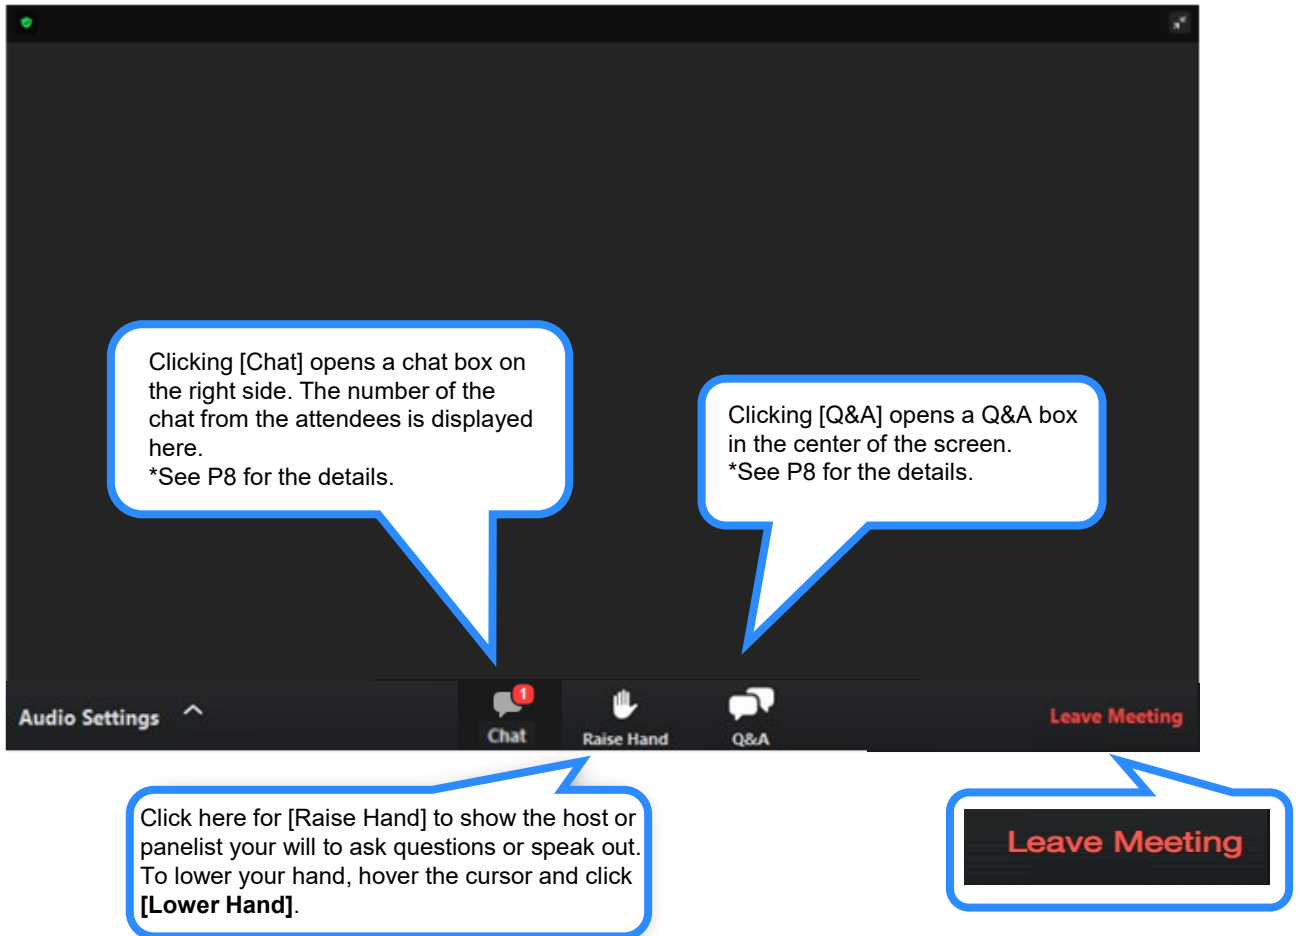 Clicking [Chat] opens a chat box on
the right side. The number of the
chat from the attendees is displayed
here.
*See P8 for the details.
Clicking [Q&A] opens a Q&A box
in the center of the screen.
*See P8 for the details.
Audio Settings
1
Chat
Raise Hand
Q&A
Leave Meeting
Click here for [Raise Hand] to show the host or
panelist your will to ask questions or speak out.
To lower your hand, hover the cursor and click
[Lower Hand].
Leave Meeting